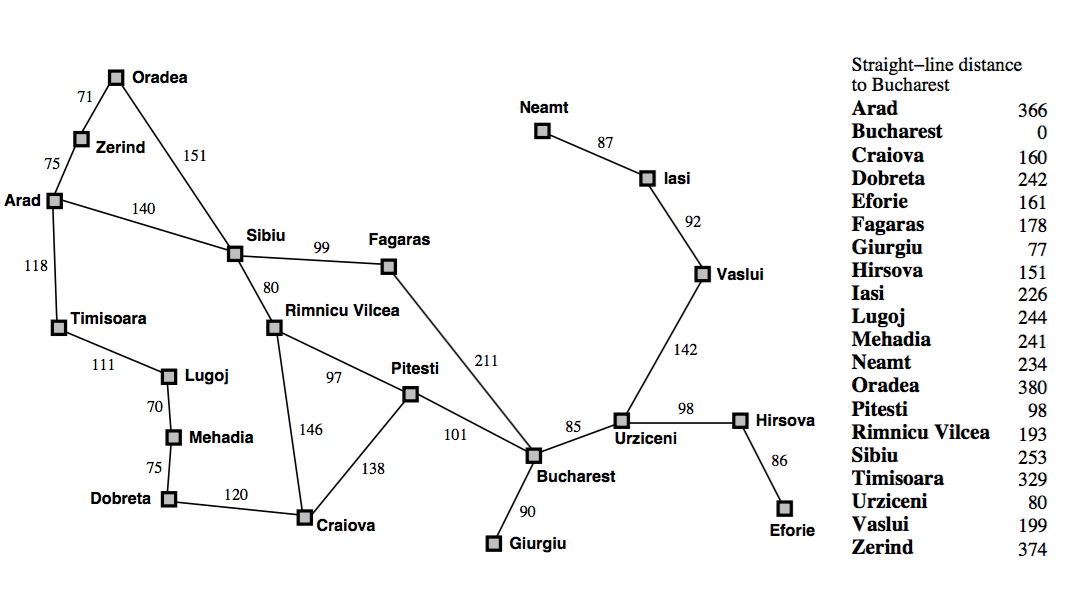 Oradea
71
Zerind
151
75
Arad
140
118
Sibiu
99
Fagaras
80
Rimnicu Vilcea
Timisoara
111
Lugoj
97
Pitesti
211
70
Mehadia
146
101
75
138
Dobreta
120
Craiova
Neamt
87
Iasi
92
Vaslui
142
85
98
Hirsova
Urziceni
86
Bucharest
90
Giurgiu
Eforie
Straight–line distance
to Bucharest
Arad 366
Bucharest 0
Craiova 160
Dobreta 242
Eforie 161
Fagaras 178
Giurgiu 77
Hirsova 151
Iasi 226
Lugoj 244
Mehadia 241
Neamt 234
Oradea 380
Pitesti 98
Rimnicu Vilcea 193
Sibiu 253
Timisoara 329
Urziceni 80
Vaslui 199
Zerind 374